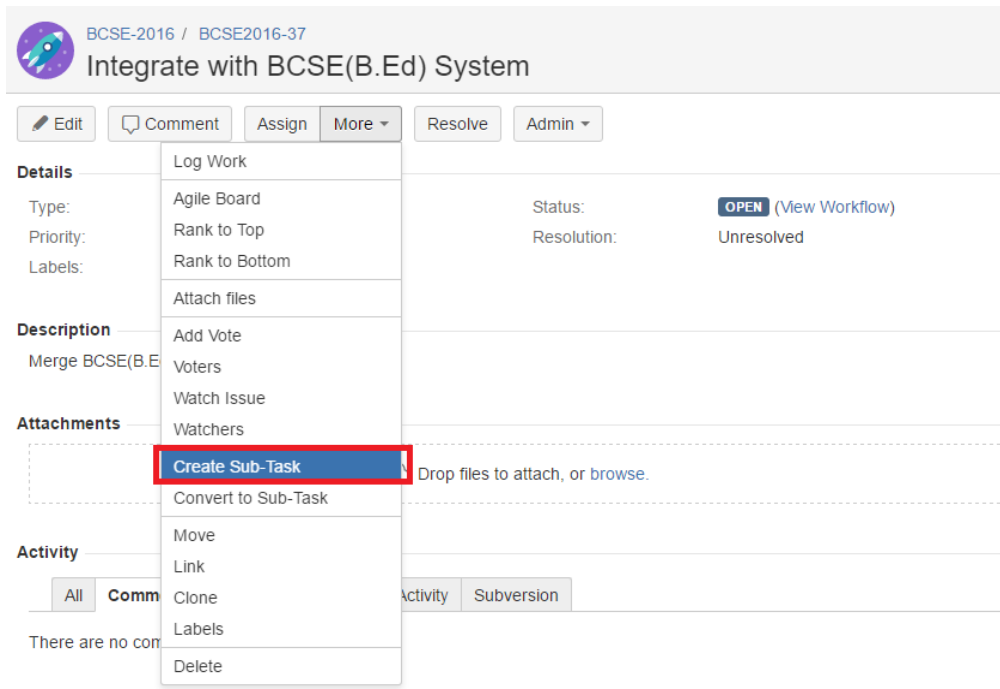 BCSE-2016 / BCSE2016-37
Integrate with BCSE(B.Ed) System
Edit Comment Assign More Resolve Admin
Log Work
Details
Agile Board
Type: Status: OPEN (View Workflow)
Rank to Top
Priority: Resolution: Unresolved
Rank to Bottom
Labels:
Attach files
Description
Add Vote
Merge BCSE(B.E
Voters
Watch Issue
Attachments
Watchers
Create Sub-Task
Drop files to attach, or browse.
Convert to Sub-Task
Move
Activity
Link
All Comm Activity Subversion
Clone
Labels
There are no com
Delete